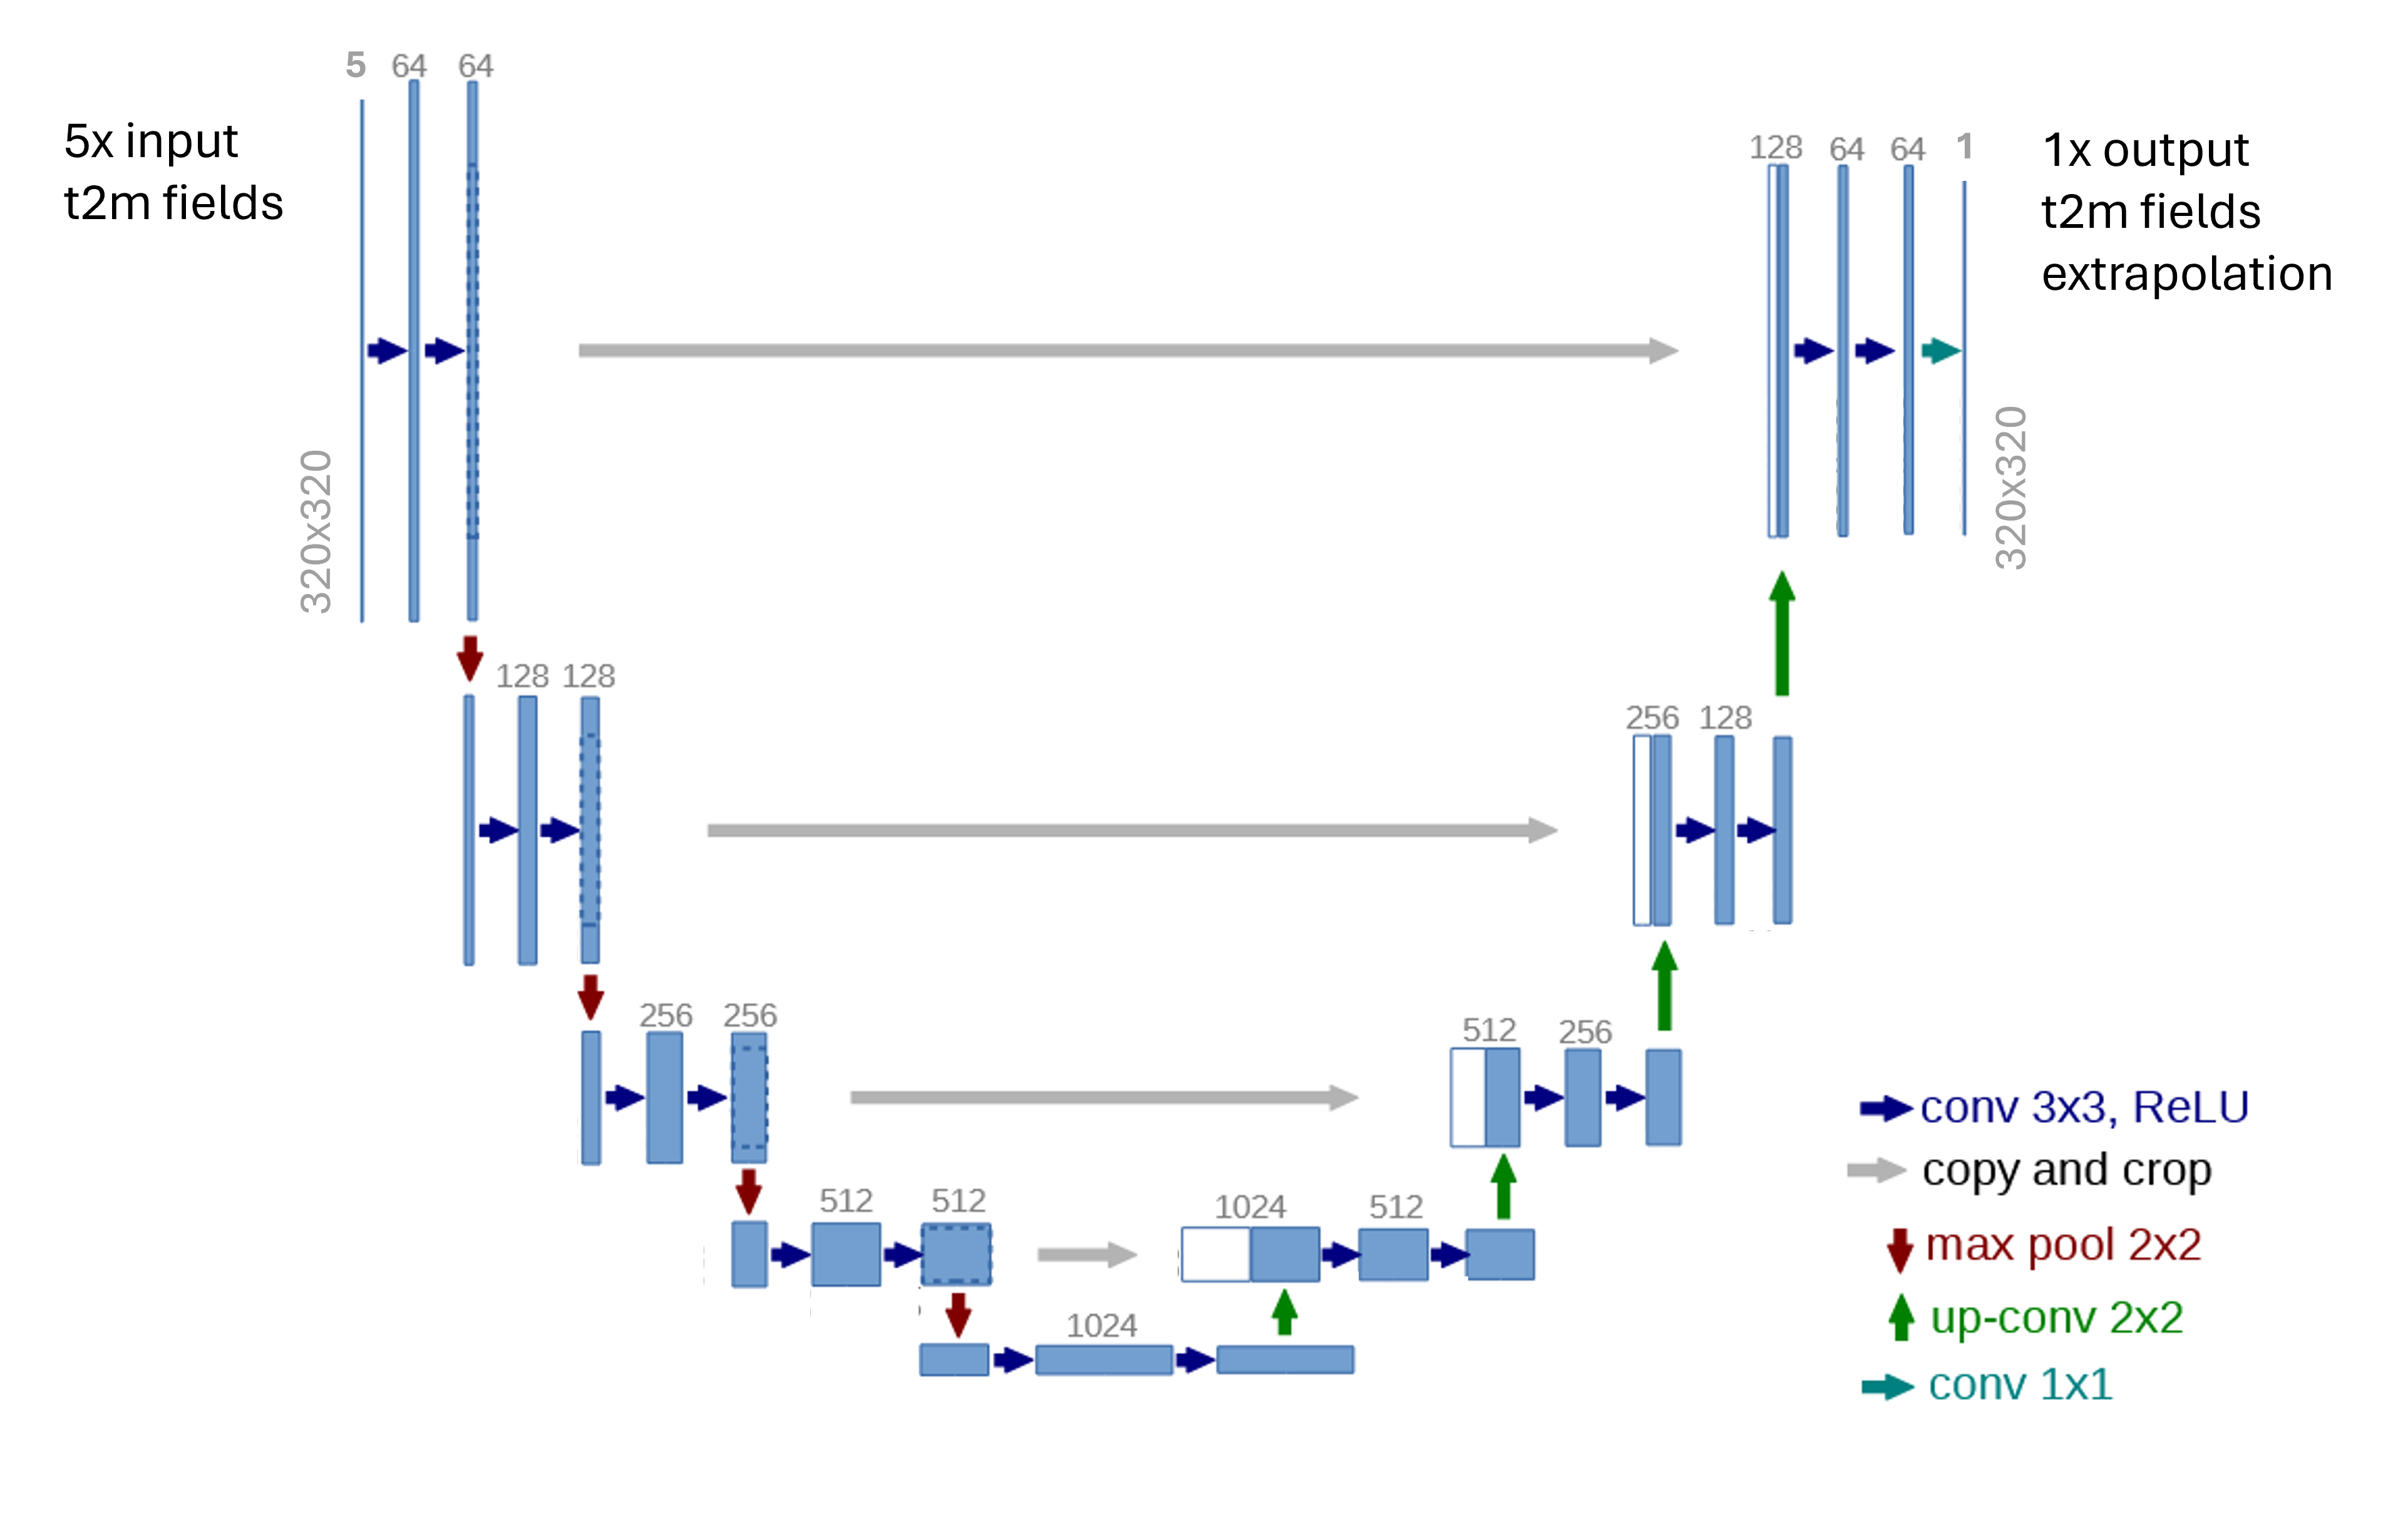 5 64 64
5x input
t2m fields
320x320
128 64 64 1
1x output
t2m fields
extrapolation
320x320
128 128
256 128
256 256
512 256
512 512
1024 512
1024
conv 3x3, ReLU
copy and crop
max pool 2x2
up-conv 2x2
conv 1x1